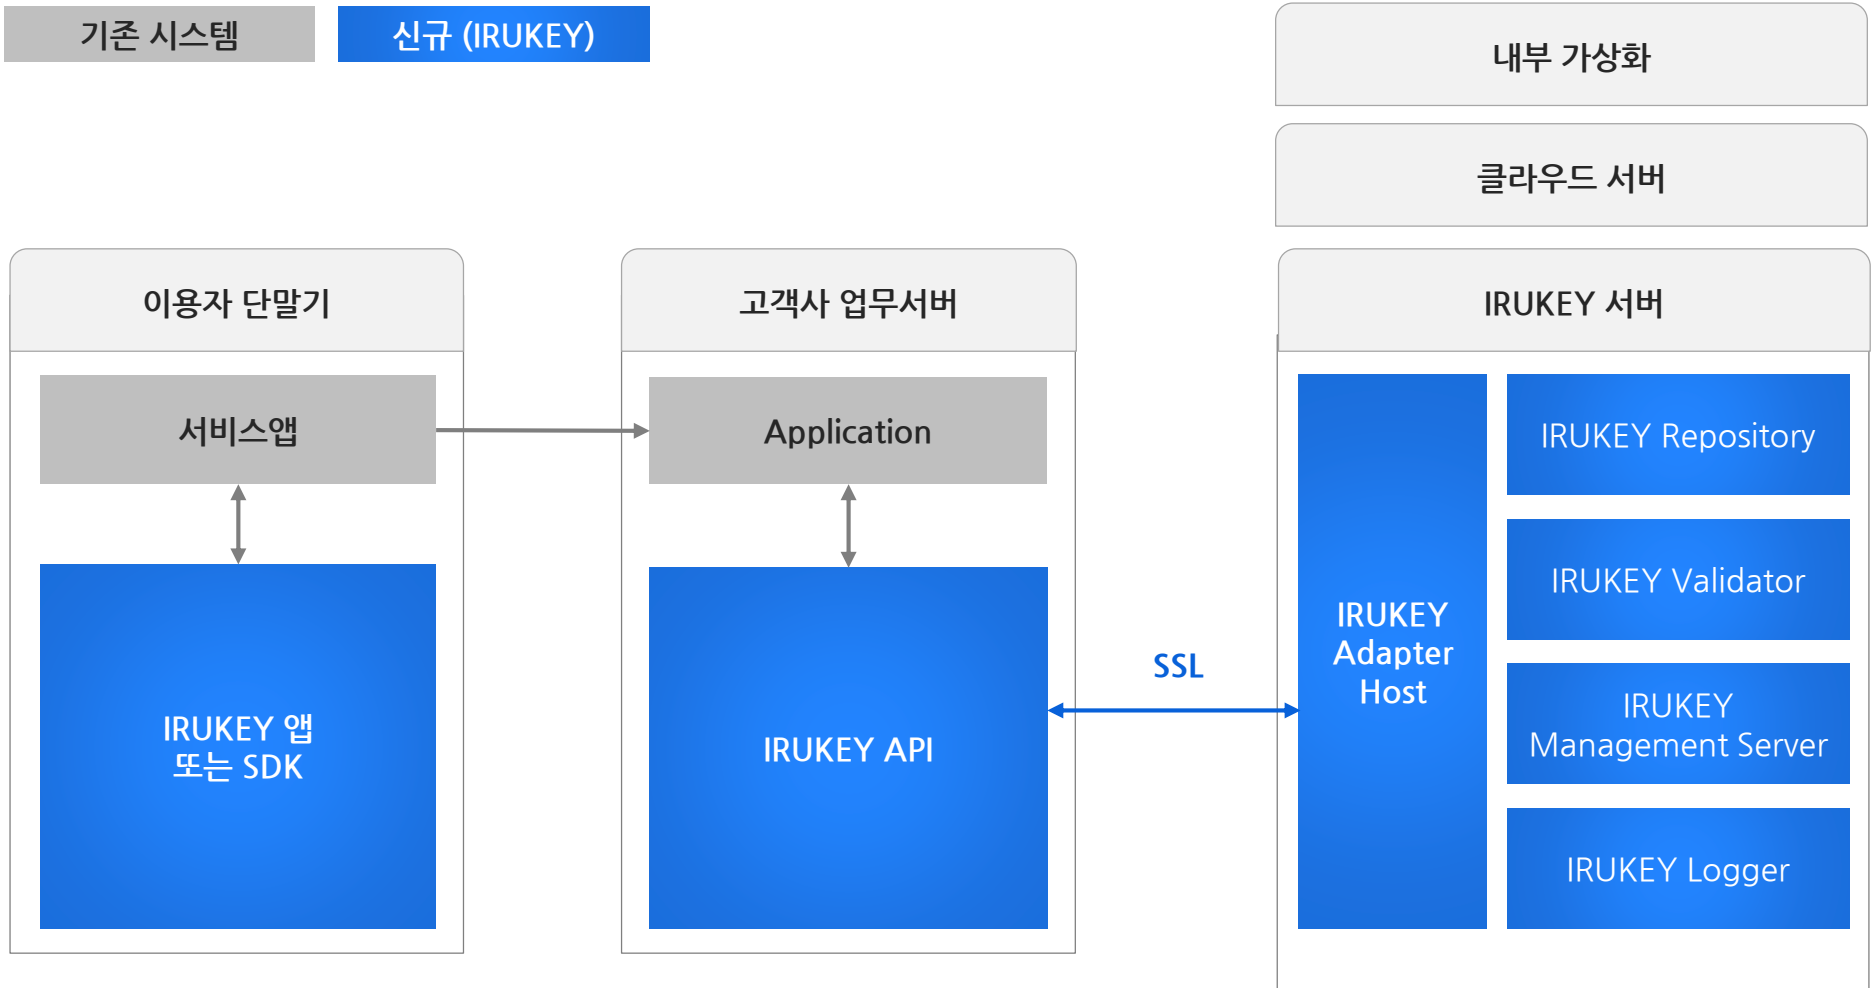 기존 시스템
신규 (IRUKEY)
내부 가상화
클라우드 서버
이용자 단말기
고객사 업무서버
IRUKEY 서버
서비스앱
Application
IRUKEY 앱
또는 SDK
IRUKEY API
SSL
IRUKEY
Adapter
Host
IRUKEY Repository
IRUKEY Validator
IRUKEY
Management Server
IRUKEY Logger